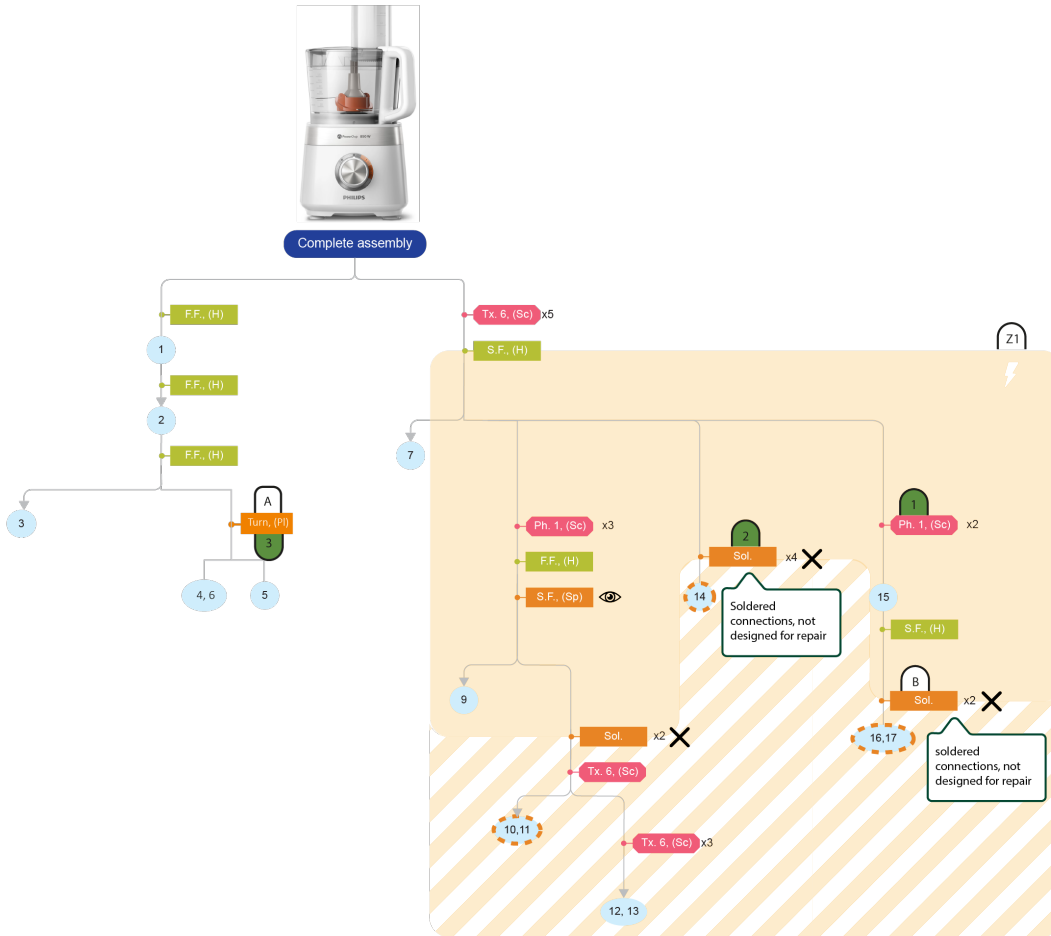 PowerChop 800W
PHILIPS
Complete assembly
F.F., (H)
Tx. 6, (Sc) x5
Z1
1
S.F., (H)
F.F., (H)
2
7
F.F., (H)
3
A
Turn, (Pl)
3
4, 6
5
Ph. 1, (Sc) x3
F.F., (H)
S.F., (Sp)
2
Sol. x4
14
Soldered
connections, not
designed for repair
1
Ph. 1, (Sc) x2
15
S.F., (H)
B
Sol. x2
16,17
soldered
connections, not
designed for repair
9
Sol. x2
Tx. 6, (Sc)
10,11
Tx. 6, (Sc) x3
12, 13